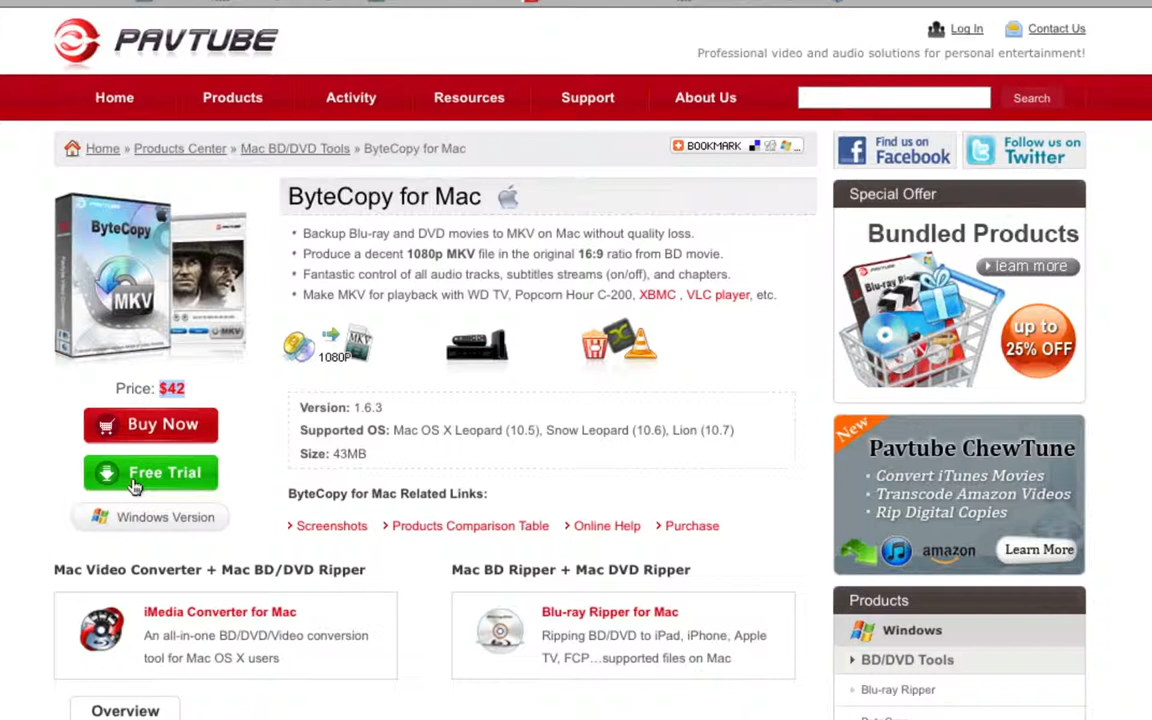 PAVTUBE
Log In
Contact Us
Professional video and audio solutions for personal entertainment!
Home
Products
Activity
Resources
Support
About Us
Search
Home » Products Center » Mac BD/DVD Tools » ByteCopy for Mac
BOOKMARK
Find us on
Facebook
Follow us on
Twitter
ByteCopy
PAVTUBE
MKV
MKV
Price: $42
Buy Now
Free Trial
Windows Version
ByteCopy for Mac
• Backup Blu-ray and DVD movies to MKV on Mac without quality loss.
• Produce a decent 1080p MKV file in the original 16:9 ratio from BD movie.
• Fantastic control of all audio tracks, subtitles streams (on/off), and chapters.
• Make MKV for playback with WD TV, Popcorn Hour C-200, XBMC , VLC player, etc.
1080P
MKV
Version: 1.6.3
Supported OS: Mac OS X Leopard (10.5), Snow Leopard (10.6), Lion (10.7)
Size: 43MB
ByteCopy for Mac Related Links:
Screenshots
Products Comparison Table
Online Help
Purchase
Mac Video Converter + Mac BD/DVD Ripper
iMedia Converter for Mac
An all-in-one BD/DVD/Video conversion
tool for Mac OS X users
Mac BD Ripper + Mac DVD Ripper
Blu-ray Ripper for Mac
Ripping BD/DVD to iPad, iPhone, Apple
TV, FCP…supported files on Mac
Overview
Special Offer
Bundled Products
learn more
PAVTUBE
Blu-ray
up to
25% OFF
New
Pavtube ChewTune
• Convert iTunes Movies
• Transcode Amazon Videos
• Rip Digital Copies
amazon
Learn More
Products
Windows
BD/DVD Tools
Blu-ray Ripper